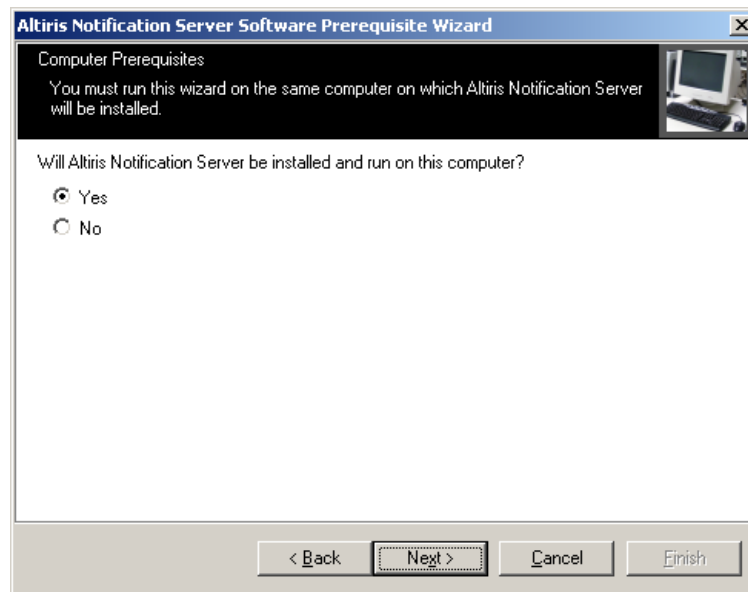 Altiris Notification Server Software Prerequisite Wizard
Computer Prerequisites
You must run this wizard on the same computer on which Altiris Notification Server
will be installed.
Will Altiris Notification Server be installed and run on this computer?
Yes
No
< Back
Next >
Cancel
Finish